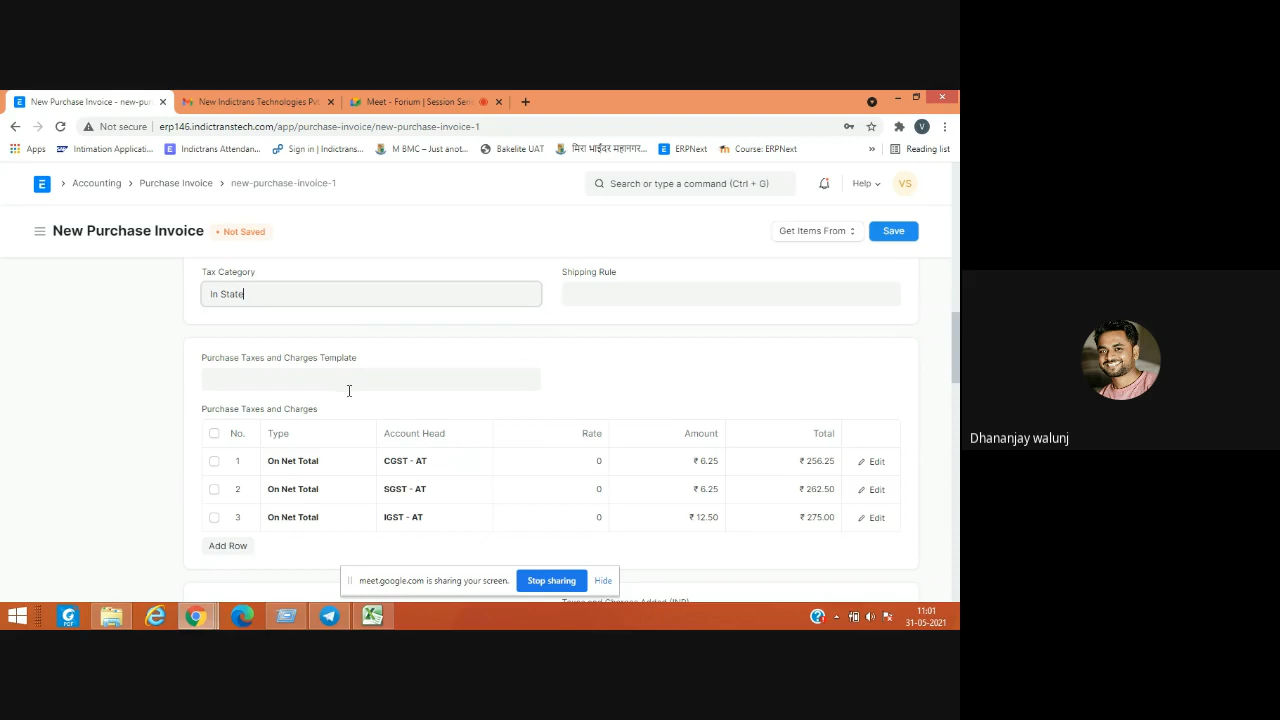 New Purchase Invoice - new-pur
New Indictrans Technologies Pvt
Meet - Forium | Session Seri
Not secure
erp146.indictranstech.com/app/purchase-invoice/new-purchase-invoice-1
V
Apps
Intimation Applicati...
Indictrans Attendan...
Sign in | Indictrans...
M BMC – Just anot...
Bakelite UAT
मिरा भाईंदर महानगर...
ERPNext
Course: ERPNext
»
Reading list
E
Accounting
Purchase Invoice
new-purchase-invoice-1
Search or type a command (Ctrl + G)
Help
VS
New Purchase Invoice
• Not Saved
Get Items From
Save
Tax Category
Shipping Rule
In State
Purchase Taxes and Charges Template
Purchase Taxes and Charges
No. Type Account Head Rate Amount Total
1 On Net Total CGST - AT 0 ₹ 6.25 ₹ 256.25 Edit
2 On Net Total SGST - AT 0 ₹ 6.25 ₹ 262.50 Edit
3 On Net Total IGST - AT 0 ₹ 12.50 ₹ 275.00 Edit
Add Row
meet.google.com is sharing your screen.
Stop sharing
Hide
Taxes and Charges Added (INR)
11:01
31-05-2021
Dhananjay walunj